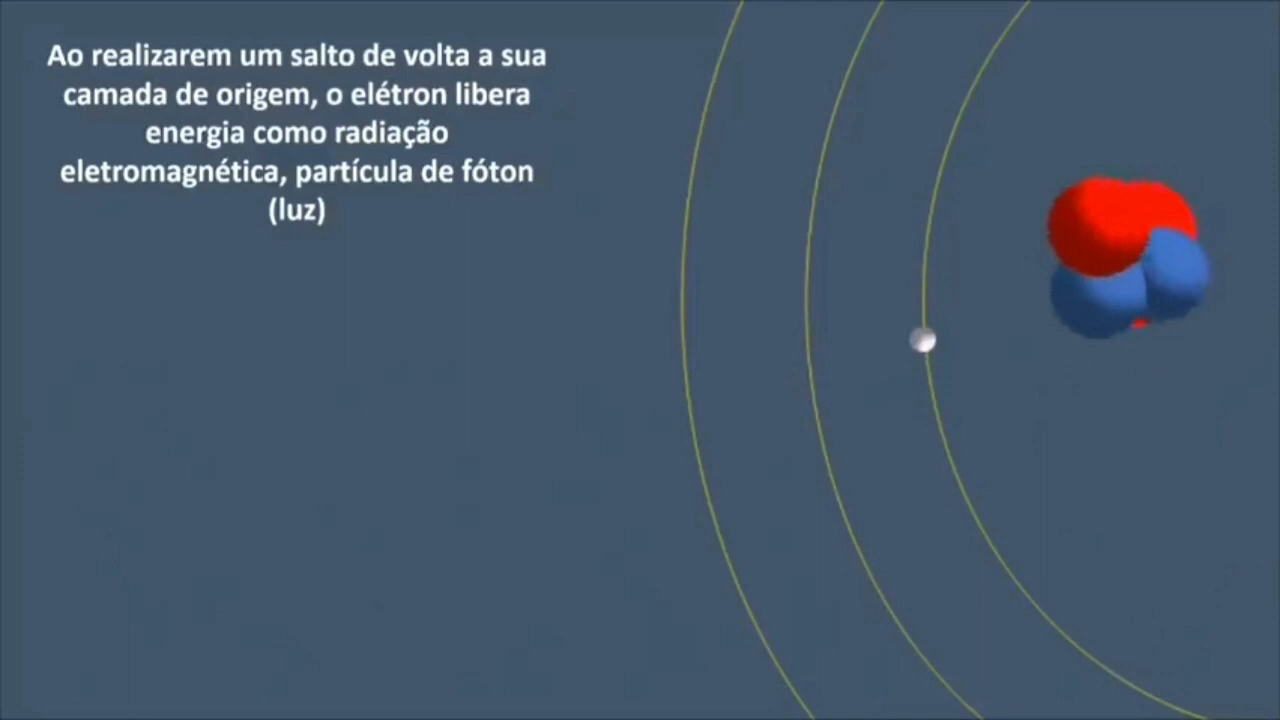 Ao realizarem um salto de volta a sua
camada de origem, o elétron libera
energia como radiação
eletromagnética, partícula de fóton
(luz)